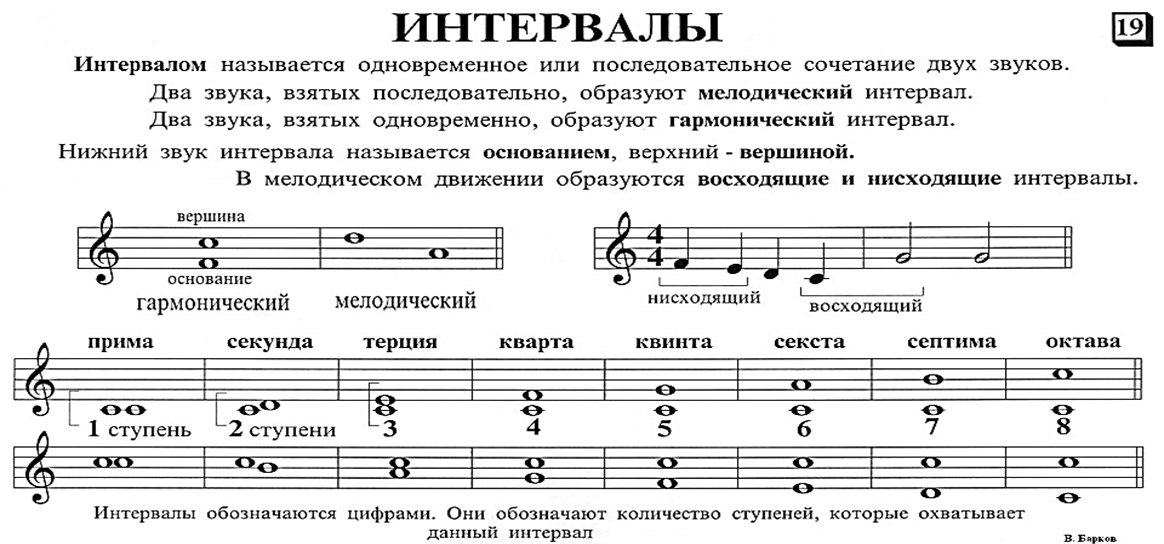 ИНТЕРВАЛЫ
19
Интервалом называется одновременное или последовательное сочетание двух звуков.
Два звука, взятых последовательно, образуют мелодический интервал.
Два звука, взятых одновременно, образуют гармонический интервал.
Нижний звук интервала называется основанием, верхний - вершиной.
В мелодическом движении образуются восходящие и нисходящие интервалы.
вершина
основание
гармонический мелодический
4
4
нисходящий восходящий
прима секунда терция кварта квинта секста септима октава
1 ступень 2 ступени 3 4 5 6 7 8
Интервалы обозначаются цифрами. Они обозначают количество ступеней, которые охватывает
данный интервал
В. Барков